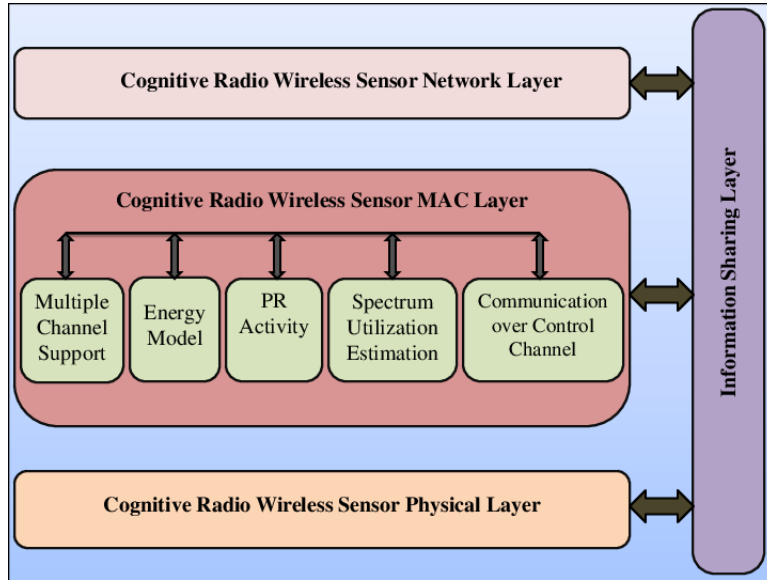 Cognitive Radio Wireless Sensor Network Layer
Cognitive Radio Wireless Sensor MAC Layer
Multiple
Channel
Support
Energy
Model
PR
Activity
Spectrum
Utilization
Estimation
Communication
over Control
Channel
Cognitive Radio Wireless Sensor Physical Layer
Information Sharing Layer